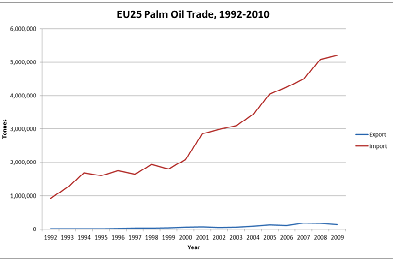 EU25 Palm Oil Trade, 1992-2010
6,000,000
5,000,000
4,000,000
3,000,000
2,000,000
1,000,000
0
Tonnes
Export
Import
1992 1993 1994 1995 1996 1997 1998 1999 2000 2001 2002 2003 2004 2005 2006 2007 2008 2009
Year